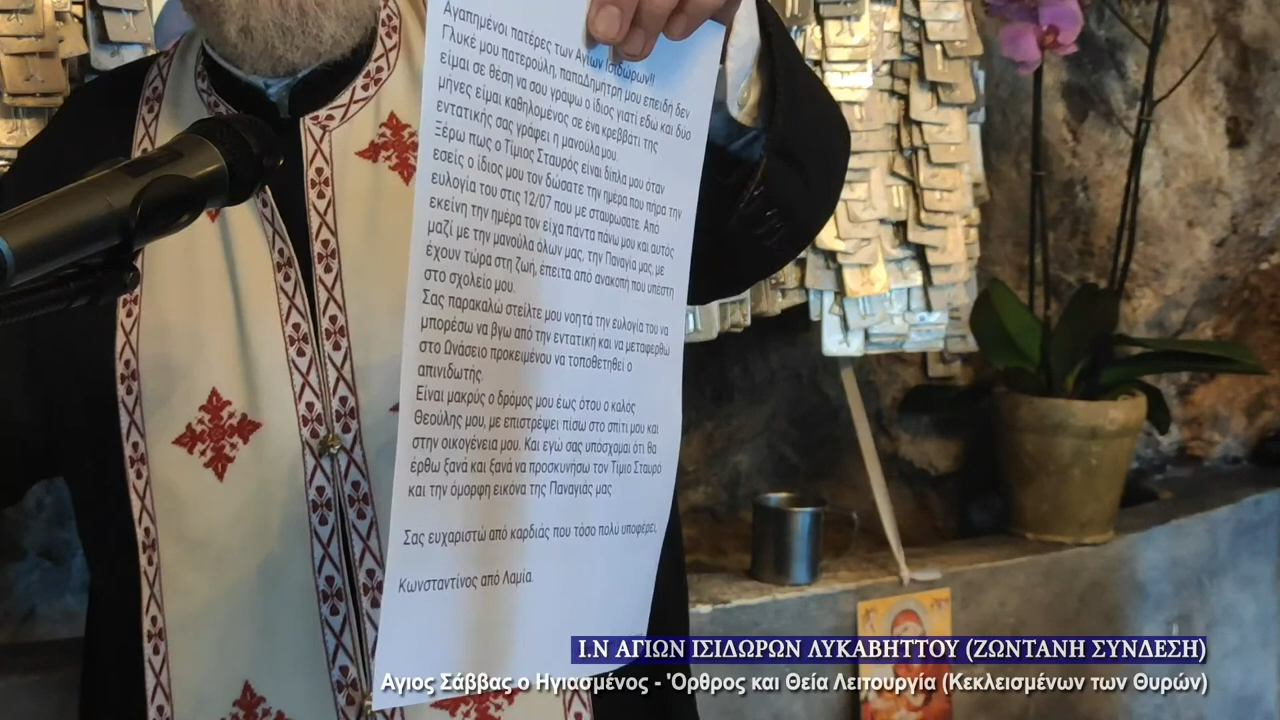 Αγαπημένοι πατέρες των Αγίων Ισιδώρων!!
Γλυκέ μου πατερούλη, παπαΔημήτρη μου επειδή δεν
είμαι σε θέση να σου γράψω ο ίδιος γιατί εδώ και δύο
μήνες είμαι καθηλομένος σε ένα κρεββάτι της
εντατικής σας γράφει η μανούλα μου.
Ξέρω πως ο Τίμιος Σταυρός είναι δίπλα μου όταν
εσείς ο ίδιος μου τον δώσατε την ημέρα που πήρα την
ευλογία του στις 12/07 που με σταυρώσατε. Από
εκείνη την ημέρα τον είχα πάντα πάνω μου και αυτός
μαζί με την μανούλα όλων μας, την Παναγία μας, με
έχουν τώρα στη ζωή, έπειτα από ανακοπή που υπέστη
στο σχολείο μου.
Σας παρακαλώ στείλτε μου νοητά την ευλογία του να
μπορέσω να βγω από την εντατική και να μεταφερθώ
στο Ωνάσειο προκειμένου να τοποθετηθεί ο
απινιδωτής.
Είναι μακρύς ο δρόμος μου έως ότου ο καλός
Θεούλης μου, με επιστρέψει πίσω στο σπίτι μου και
στην οικογένεια μου. Και εγώ σας υπόσχομαι ότι θα
έρθω ξανά και ξανά να προσκυνήσω τον Τίμιο Σταυρό
και την όμορφη εικόνα της Παναγιάς μας
Σας ευχαριστώ από καρδιάς που τόσο πολύ υποφέρει,
Κωνσταντίνος από Λαμία.
Ι.Ν ΑΓΙΩΝ ΙΣΙΔΩΡΩΝ ΛΥΚΑΒΗΤΤΟΥ (ΖΩΝΤΑΝΗ ΣΥΝΔΕΣΗ)
Αγιος Σάββας ο Ηγιασμένος - 'Ορθρος και Θεία Λειτουργία (Κεκλεισμένων των Θυρών)